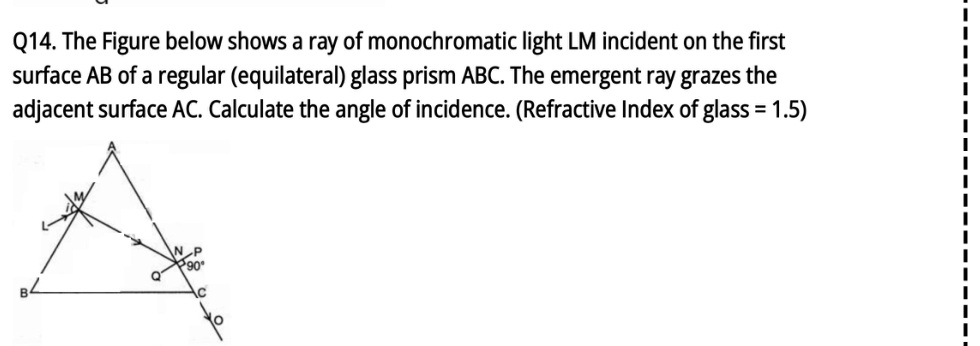 Q14. The Figure below shows a ray of monochromatic light LM incident on the first
surface AB of a regular (equilateral) glass prism ABC. The emergent ray grazes the
adjacent surface AC. Calculate the angle of incidence. (Refractive Index of glass = 1.5)
A
M
i
L
N P
90°
Q
B C
O